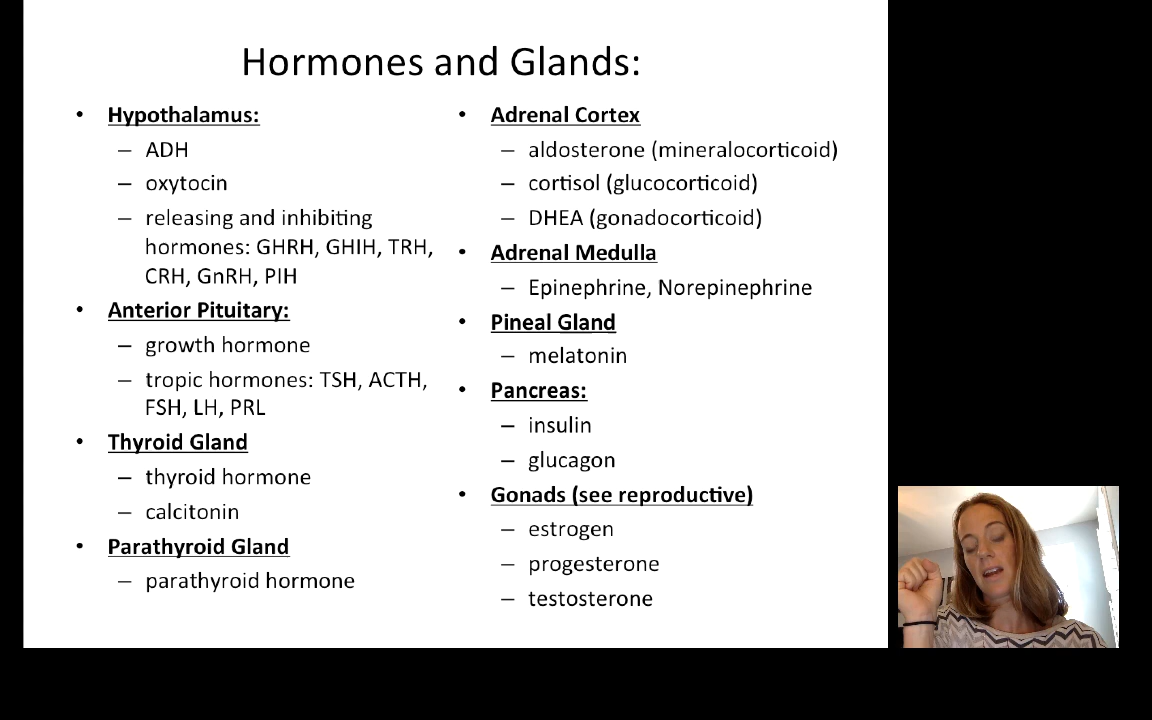 Hormones and Glands:
• Hypothalamus:
– ADH
– oxytocin
– releasing and inhibiting
hormones: GHRH, GHIH, TRH,
CRH, GnRH, PIH
• Anterior Pituitary:
– growth hormone
– tropic hormones: TSH, ACTH,
FSH, LH, PRL
• Thyroid Gland
– thyroid hormone
– calcitonin
• Parathyroid Gland
– parathyroid hormone
• Adrenal Cortex
– aldosterone (mineralocorticoid)
– cortisol (glucocorticoid)
– DHEA (gonadocorticoid)
• Adrenal Medulla
– Epinephrine, Norepinephrine
• Pineal Gland
– melatonin
• Pancreas:
– insulin
– glucagon
• Gonads (see reproductive)
– estrogen
– progesterone
– testosterone